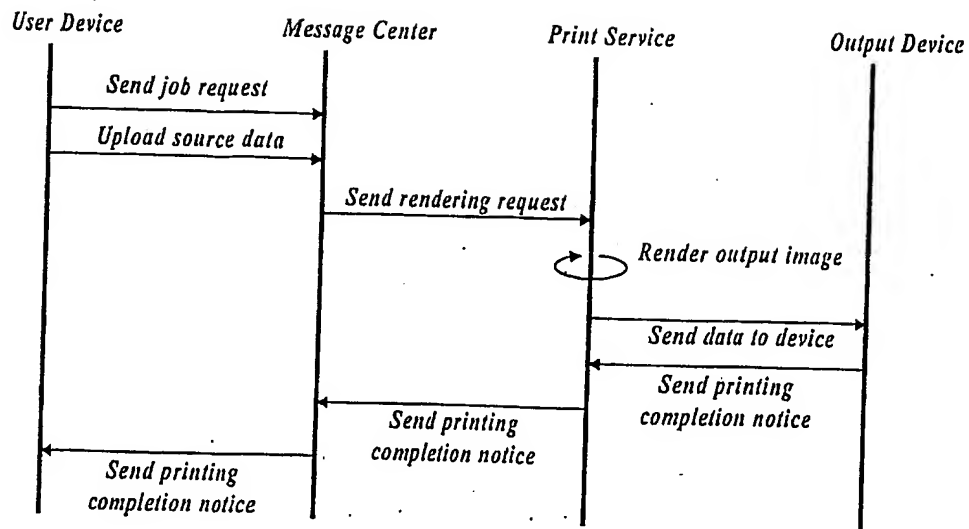 User Device
Message Center
Print Service
Output Device
Send job request
Upload source data
Send rendering request
Render output image
Send data to device
Send printing
completion notice
Send printing
completion notice
Send printing
completion notice